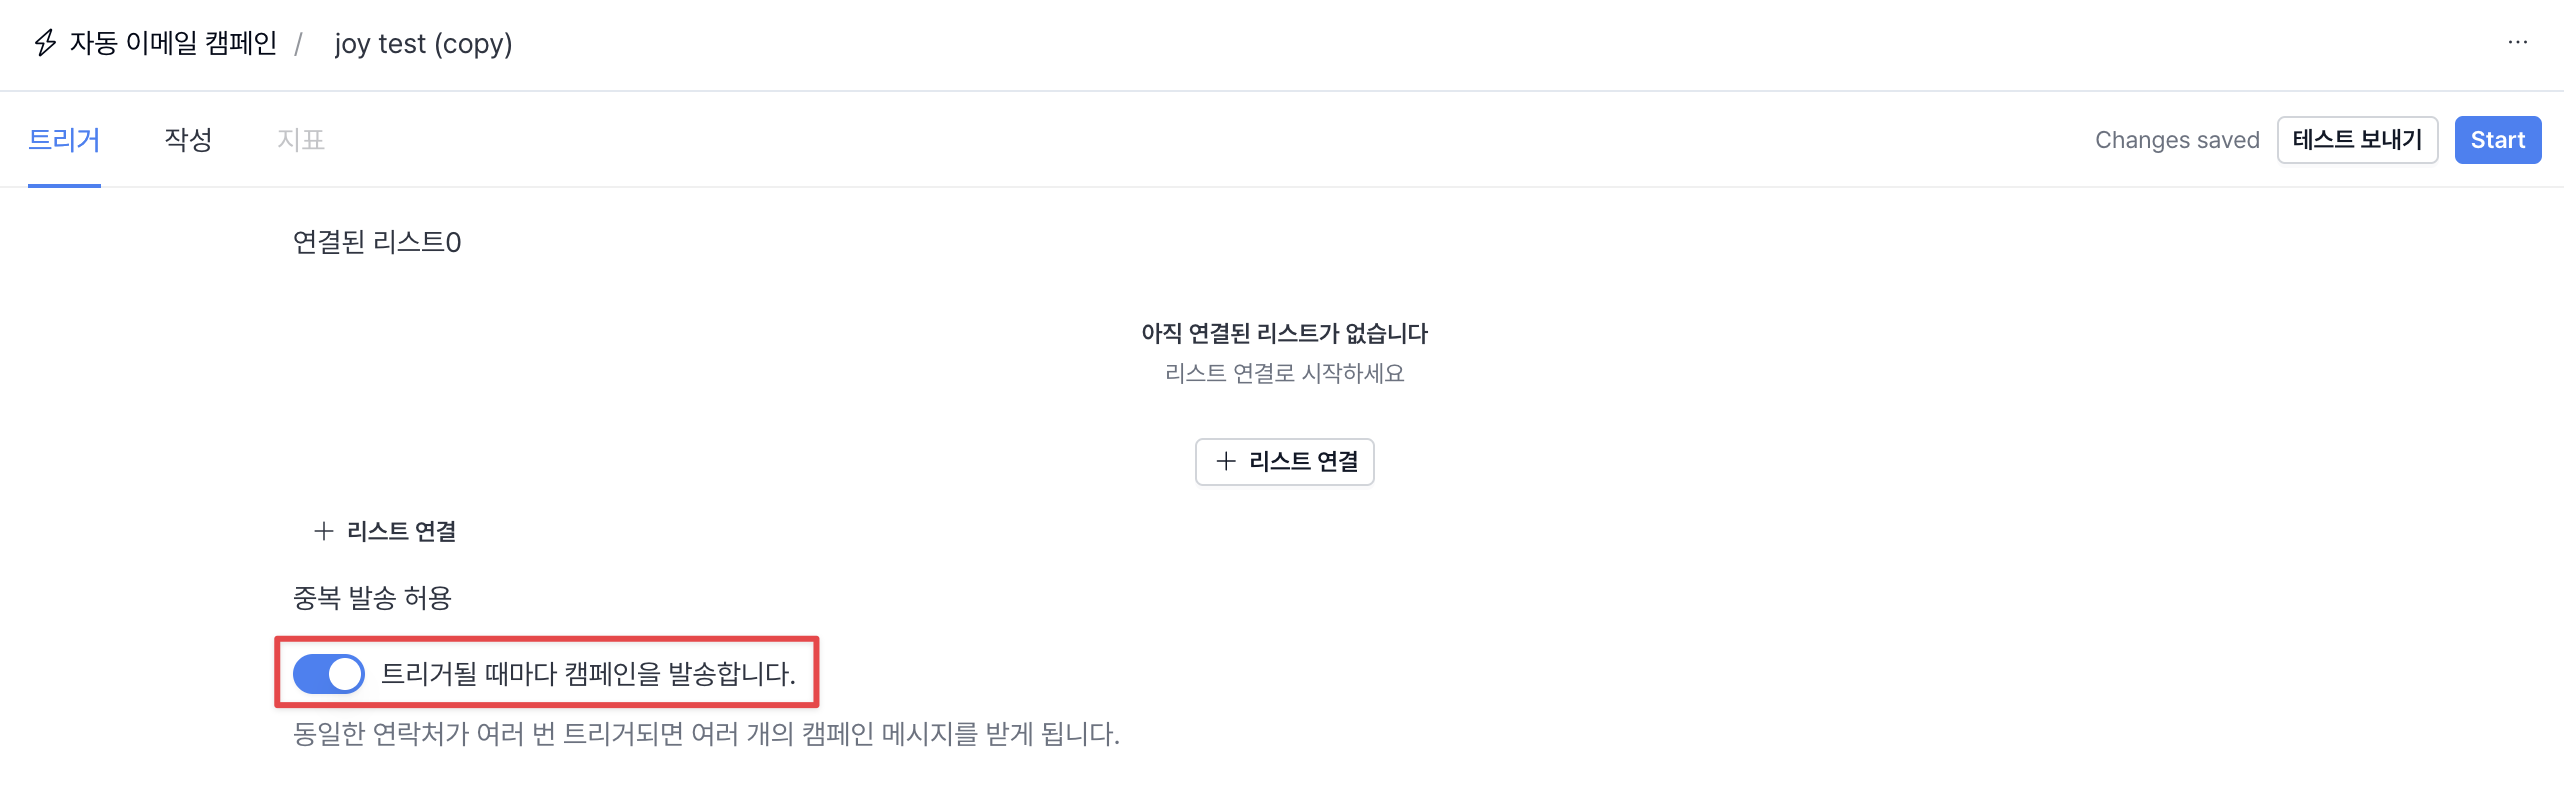 자동 이메일 캠페인 / joy test (copy)
트리거 작성 지표 Changes saved 테스트 보내기 Start
연결된 리스트0
아직 연결된 리스트가 없습니다
리스트 연결로 시작하세요
+ 리스트 연결
+ 리스트 연결
중복 발송 허용
트리거될 때마다 캠페인을 발송합니다.
동일한 연락처가 여러 번 트리거되면 여러 개의 캠페인 메시지를 받게 됩니다.